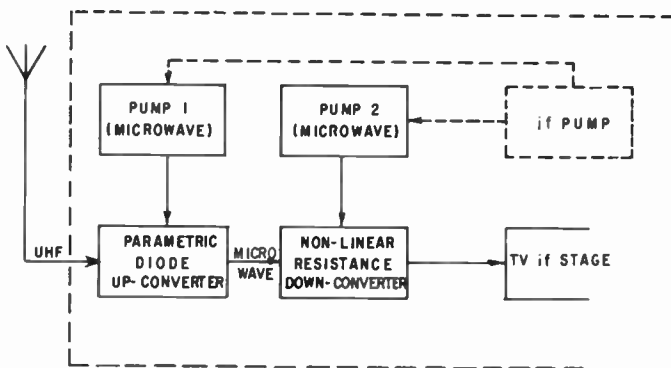 PUMP 1
(MICROWAVE)
PUMP 2
(MICROWAVE)
if PUMP
UHF
PARAMETRIC
DIODE
UP-CONVERTER
MICRO
WAVE
NON-LINEAR
RESISTANCE
DOWN-CONVERTER
TV if STAGE